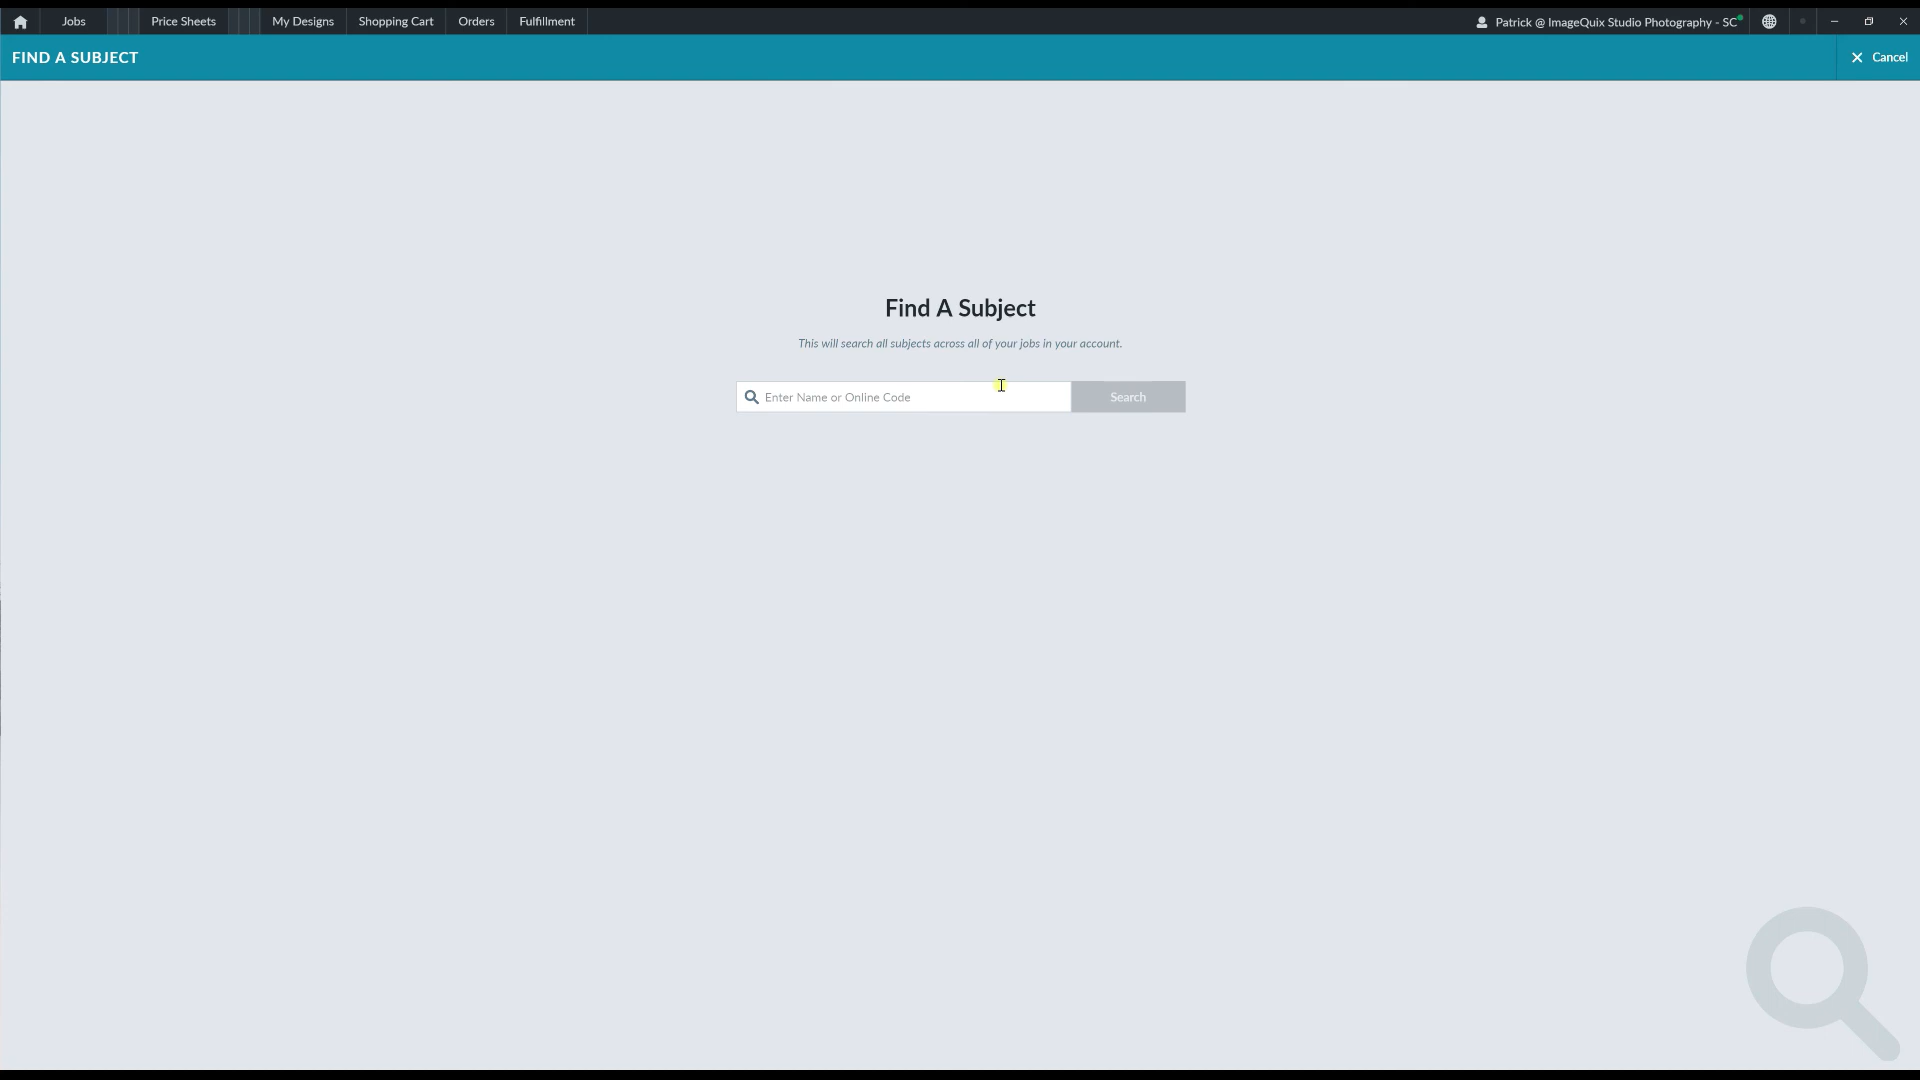 Jobs Price Sheets My Designs Shopping Cart Orders Fulfillment Patrick @ ImageQuix Studio Photography - SC
FIND A SUBJECT Cancel
Find A Subject
This will search all subjects across all of your jobs in your account.
Enter Name or Online Code Search